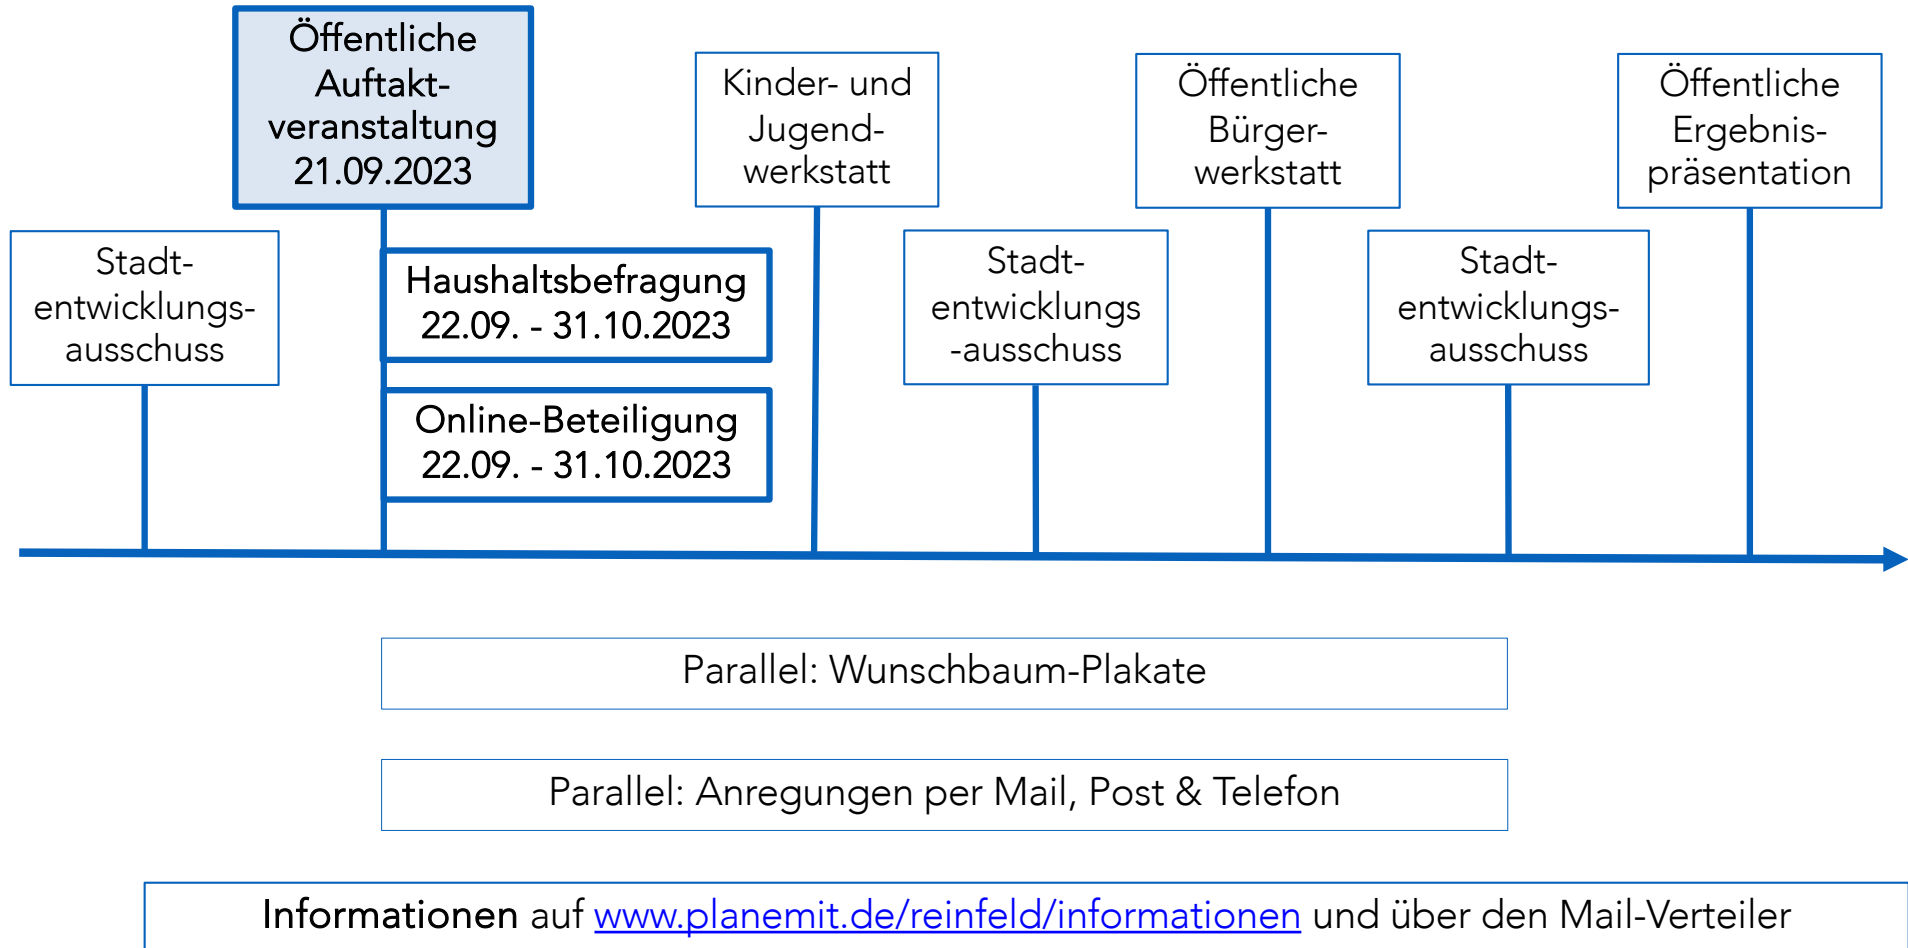 Öffentliche
Auftakt-
veranstaltung
21.09.2023
Kinder- und
Jugend-
werkstatt
Öffentliche
Bürger-
werkstatt
Öffentliche
Ergebnis-
präsentation
Stadt-
entwicklungs-
ausschuss
Haushaltsbefragung
22.09. - 31.10.2023
Online-Beteiligung
22.09. - 31.10.2023
Stadt-
entwicklungs
-ausschuss
Stadt-
entwicklungs-
ausschuss
Parallel: Wunschbaum-Plakate
Parallel: Anregungen per Mail, Post & Telefon
Informationen auf www.planemit.de/reinfeld/informationen und über den Mail-Verteiler